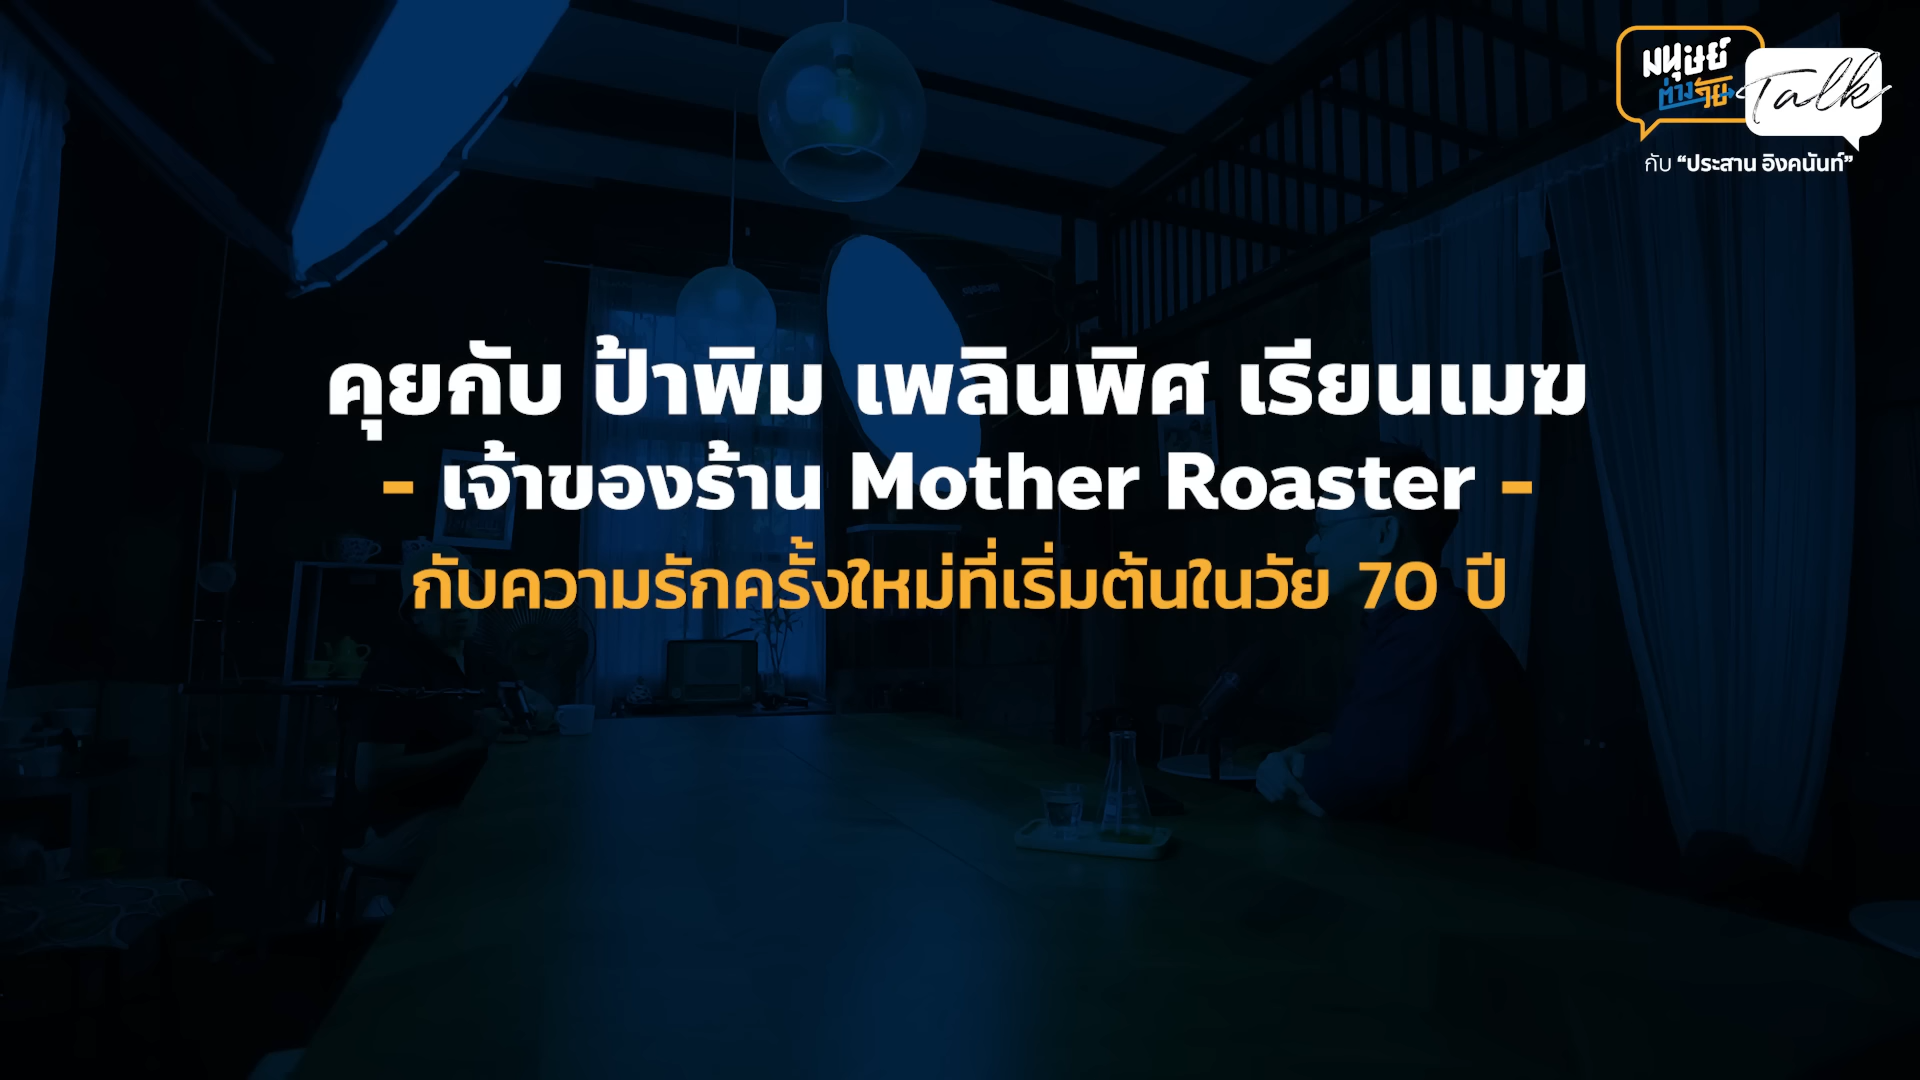 มนุษย์
ต่างวัย
Talk
กับ “ประสาน อิงคนันท์”
คุยกับ ป้าพิม เพลินพิศ เรียนเมฆ
- เจ้าของร้าน Mother Roaster -
กับความรักครั้งใหม่ที่เริ่มต้นในวัย 70 ปี